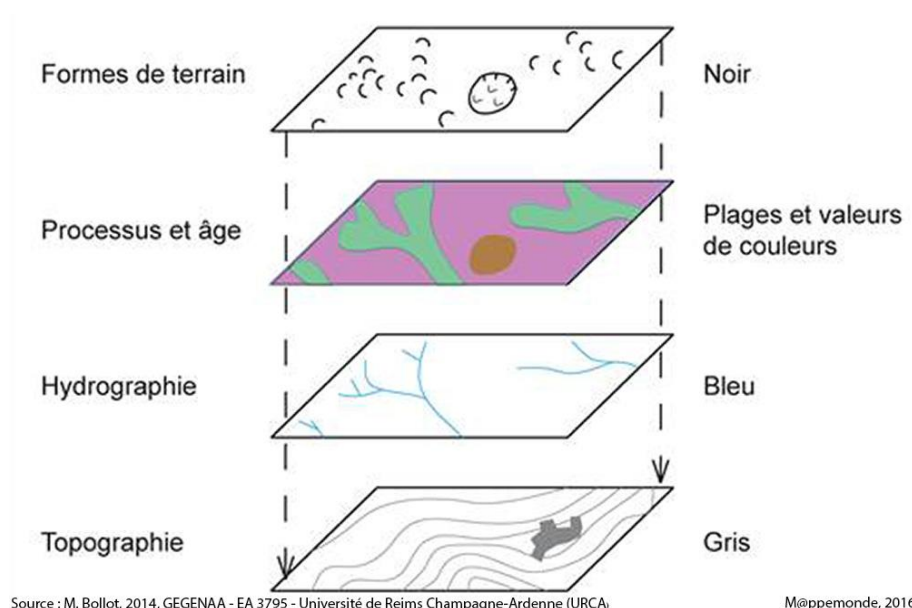 Formes de terrain
Noir
Processus et âge
Plages et valeurs
de couleurs
Hydrographie
Bleu
Topographie
Gris
Source : M. Bollot, 2014, GEGENAA - EA 3795 - Université de Reims Champagne-Ardenne (URCA)
M@ppemonde, 2016